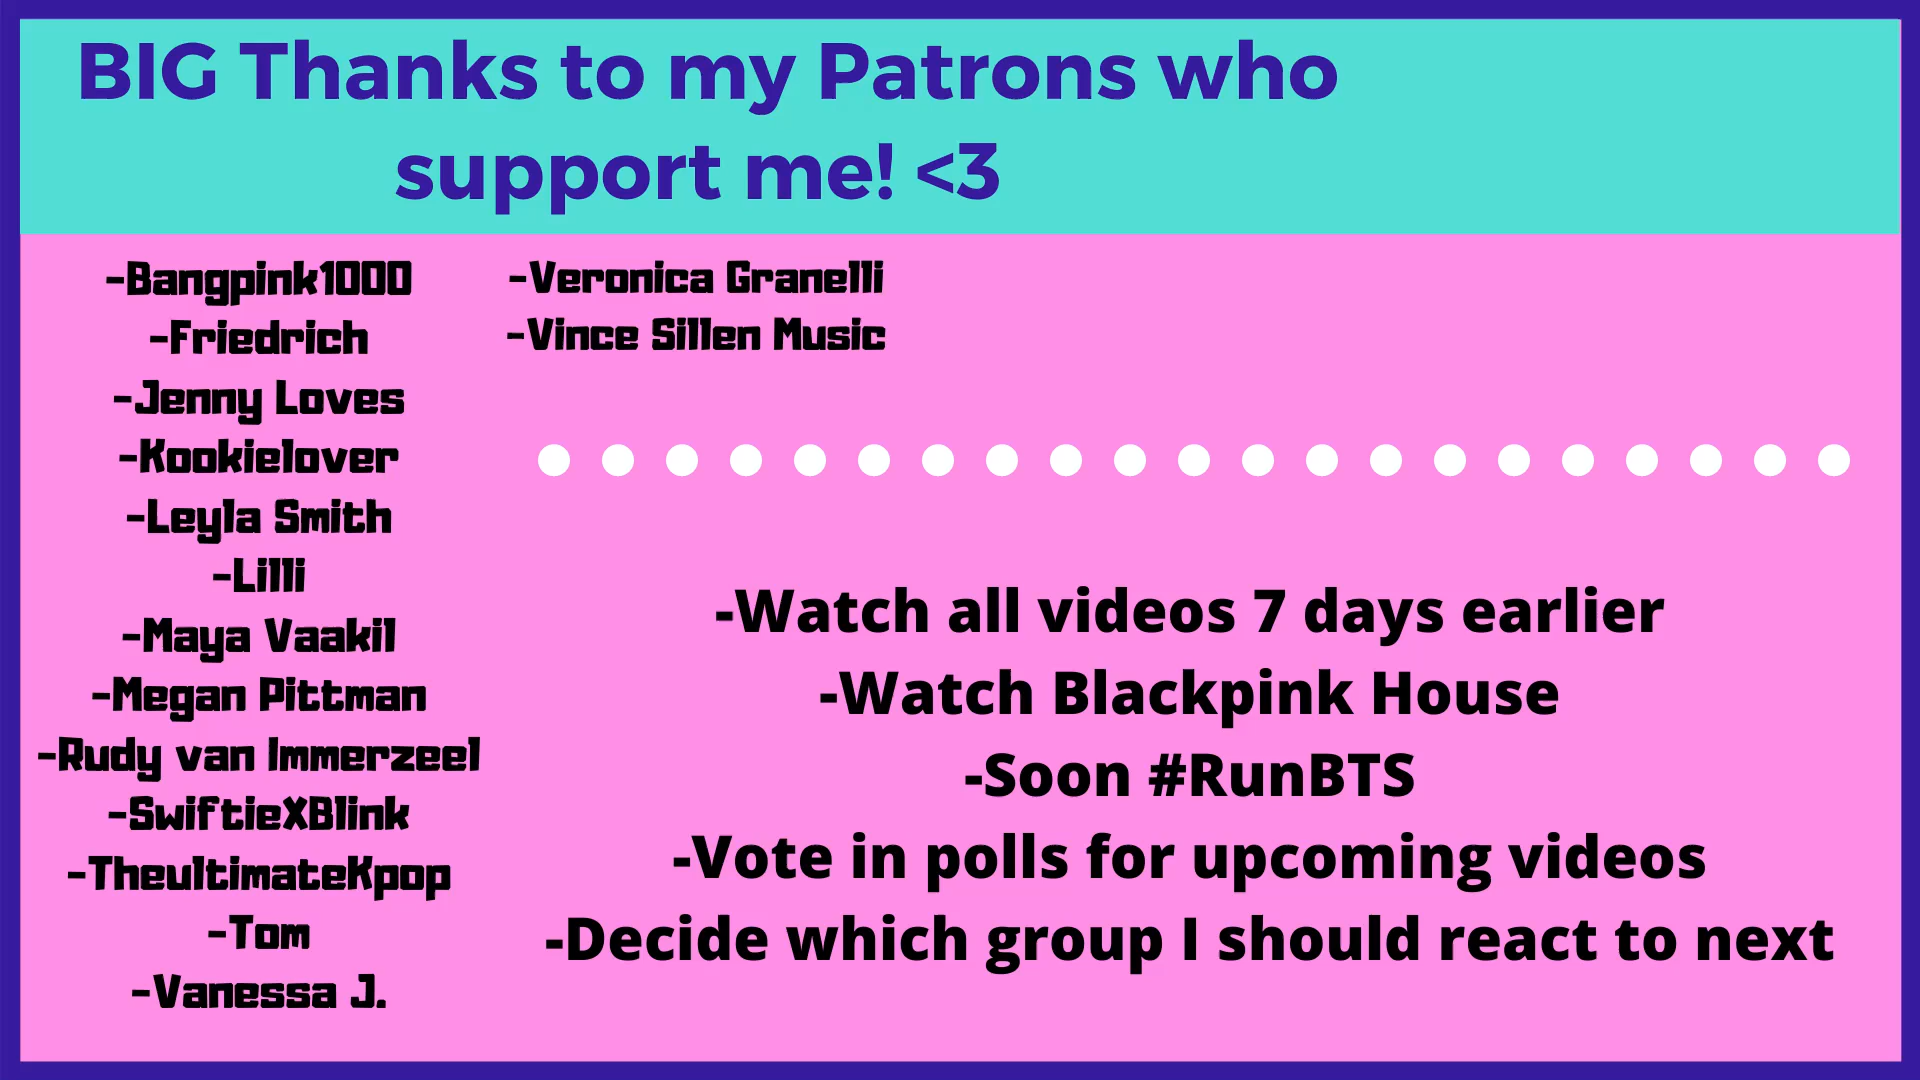 BIG Thanks to my Patrons who
support me! <3
-Bangpink1000
-Friedrich
-Jenny Loves
-Kookielover
-Leyla Smith
-Lilli
-Maya Vaakil
-Megan Pittman
-Rudy van Immerzeel
-SwiftieXBlink
-TheultimateKpop
-Tom
-Vanessa J.
-Veronica Granelli
-Vince Sillen Music
-Watch all videos 7 days earlier
-Watch Blackpink House
-Soon #RunBTS
-Vote in polls for upcoming videos
-Decide which group I should react to next